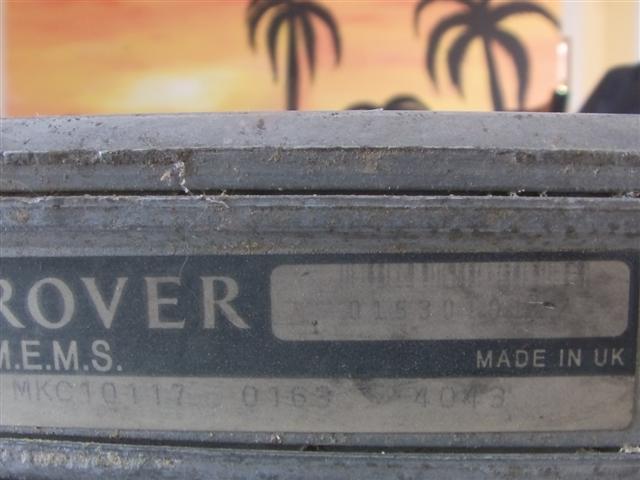 ROVER
M.E.M.S.
MADE IN UK
MKC10117 0163 4043